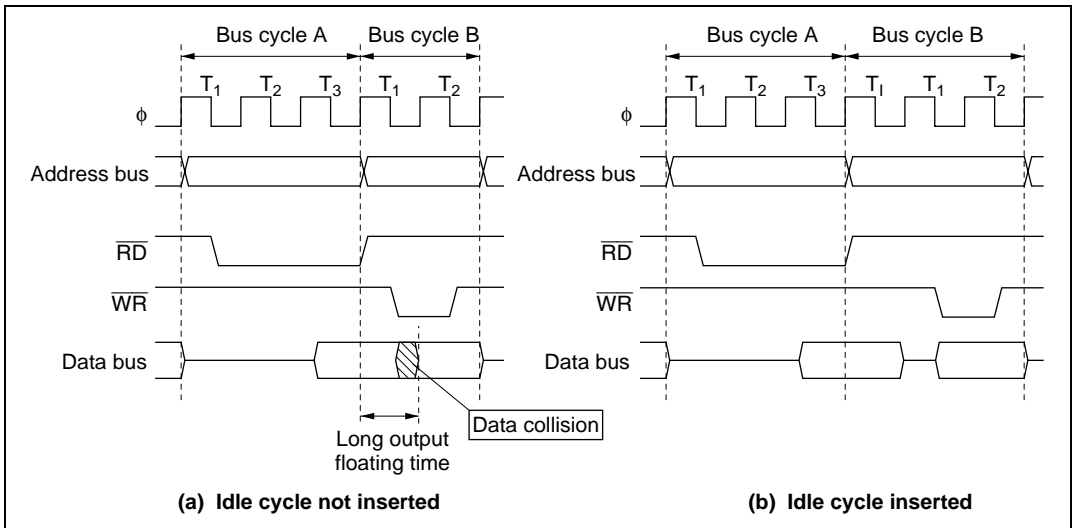 Bus cycle A Bus cycle B
T1 T2 T3 T1 T2
φ
Address bus
RD
WR
Data bus
Data collision
Long output
floating time
(a) Idle cycle not inserted
Bus cycle A Bus cycle B
T1 T2 T3 TI T1 T2
φ
Address bus
RD
WR
Data bus
(b) Idle cycle inserted